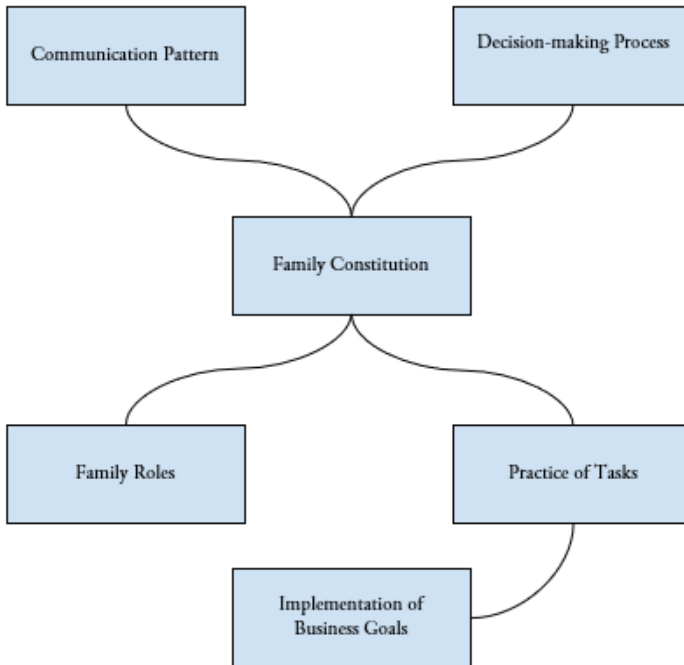 Communication Pattern
Decision-making Process
Family Constitution
Family Roles
Practice of Tasks
Implementation of
Business Goals